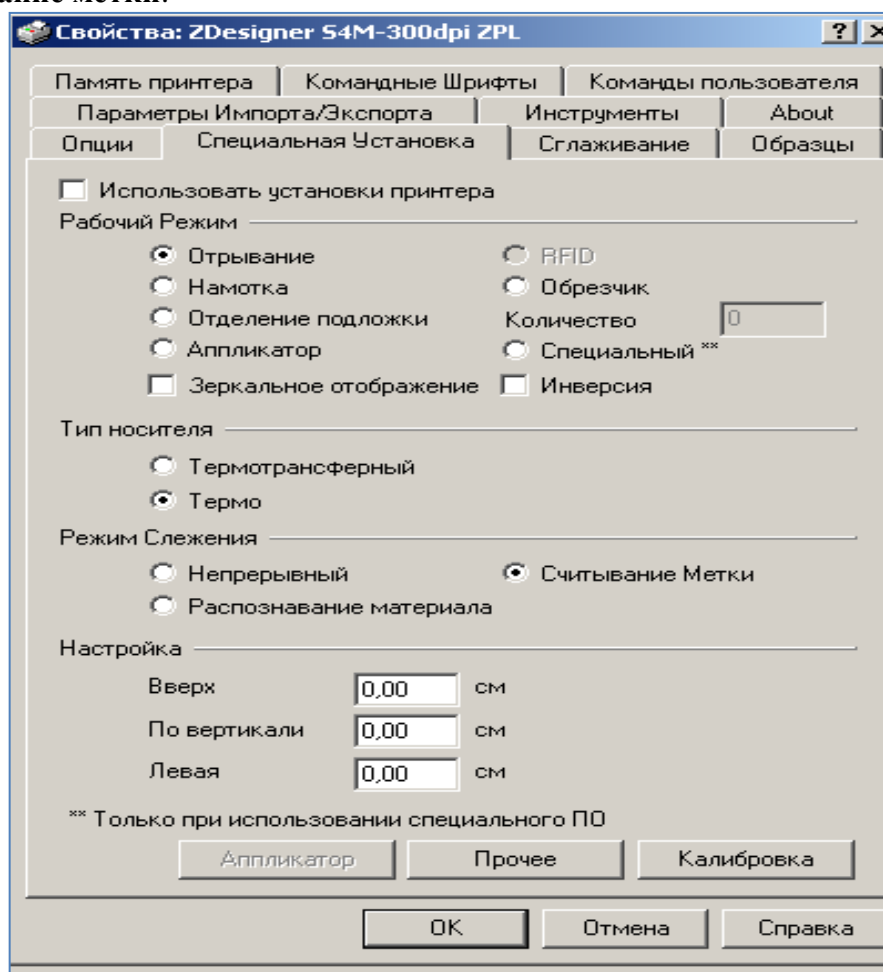 метки.
Свойства: ZDesigner S4M-300dpi ZPL
Память принтера Командные Шрифты Команды пользователя
Параметры Импорта/Экспорта Инструменты About
Опции Специальная Установка Сглаживание Образцы
Использовать установки принтера
Рабочий Режим
Отрывание RFID
Намотка Обрезчик
Отделение подложки Количество 0
Аппликатор Специальный **
Зеркальное отображение Инверсия
Тип носителя
Термотрансферный
Термо
Режим Слежения
Непрерывный Считывание Метки
Распознавание материала
Настройка
Вверх 0,00 см
По вертикали 0,00 см
Левая 0,00 см
** Только при использовании специального ПО
Аппликатор Прочее Калибровка
OK Отмена Справка